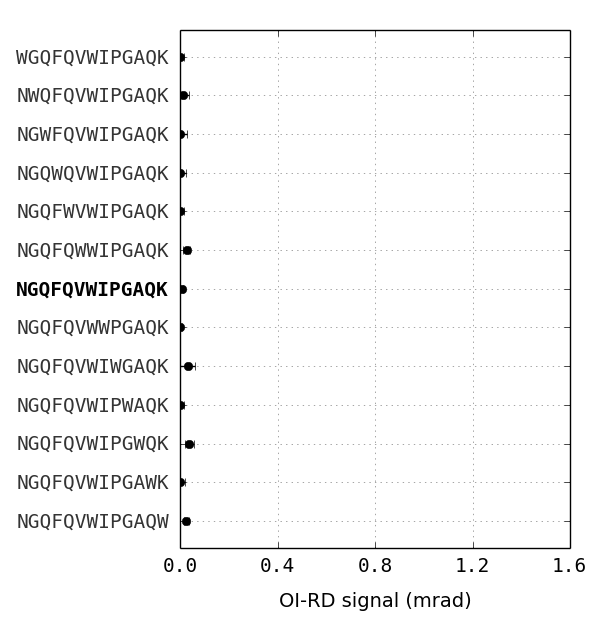 WGQFQVWIPGAQK
NWQFQVWIPGAQK
NGWFQVWIPGAQK
NGQWQVWIPGAQK
NGQFWVWIPGAQK
NGQFQWWIPGAQK
NGQFQVWIPGAQK
NGQFQVWWPGAQK
NGQFQVWIWGAQK
NGQFQVWIPWAQK
NGQFQVWIPGWQK
NGQFQVWIPGAWK
NGQFQVWIPGAQW
0.0 0.4 0.8 1.2 1.6
OI-RD signal (mrad)